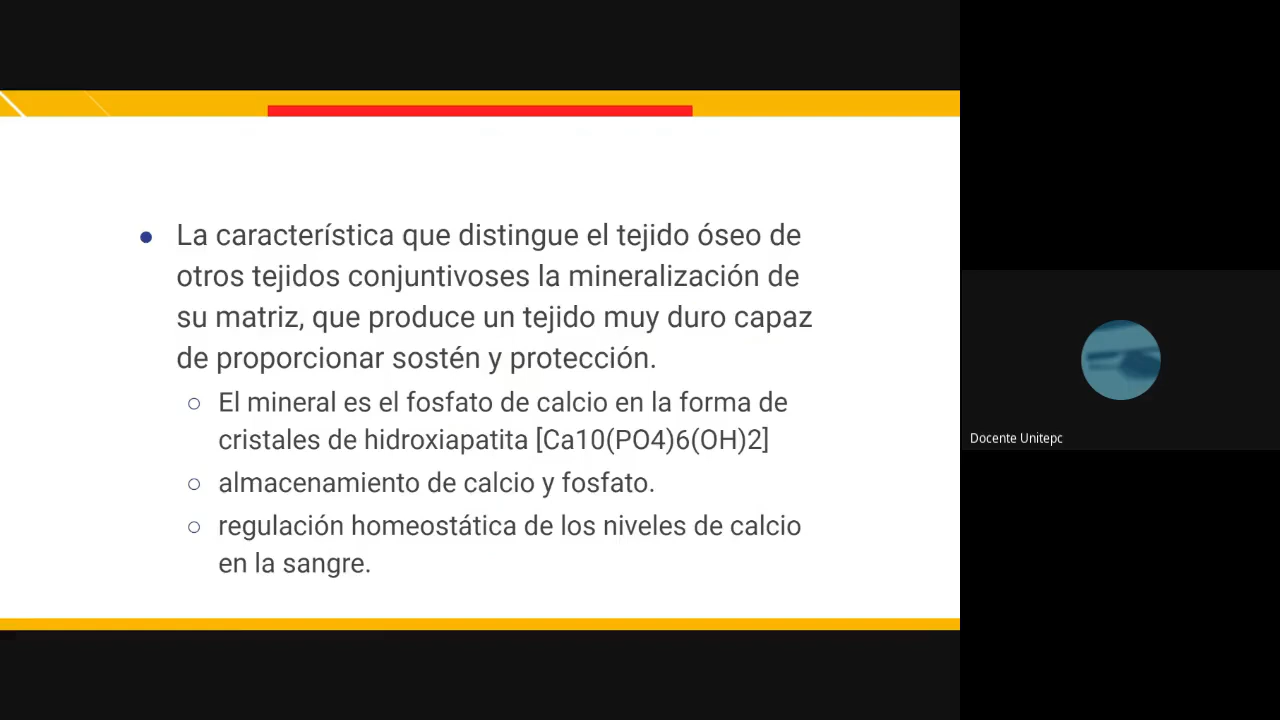 La característica que distingue el tejido óseo de
otros tejidos conjuntivoses la mineralización de
su matriz, que produce un tejido muy duro capaz
de proporcionar sostén y protección.
El mineral es el fosfato de calcio en la forma de
cristales de hidroxiapatita [Ca10(PO4)6(OH)2]
almacenamiento de calcio y fosfato.
regulación homeostática de los niveles de calcio
en la sangre.
Docente Unitepc